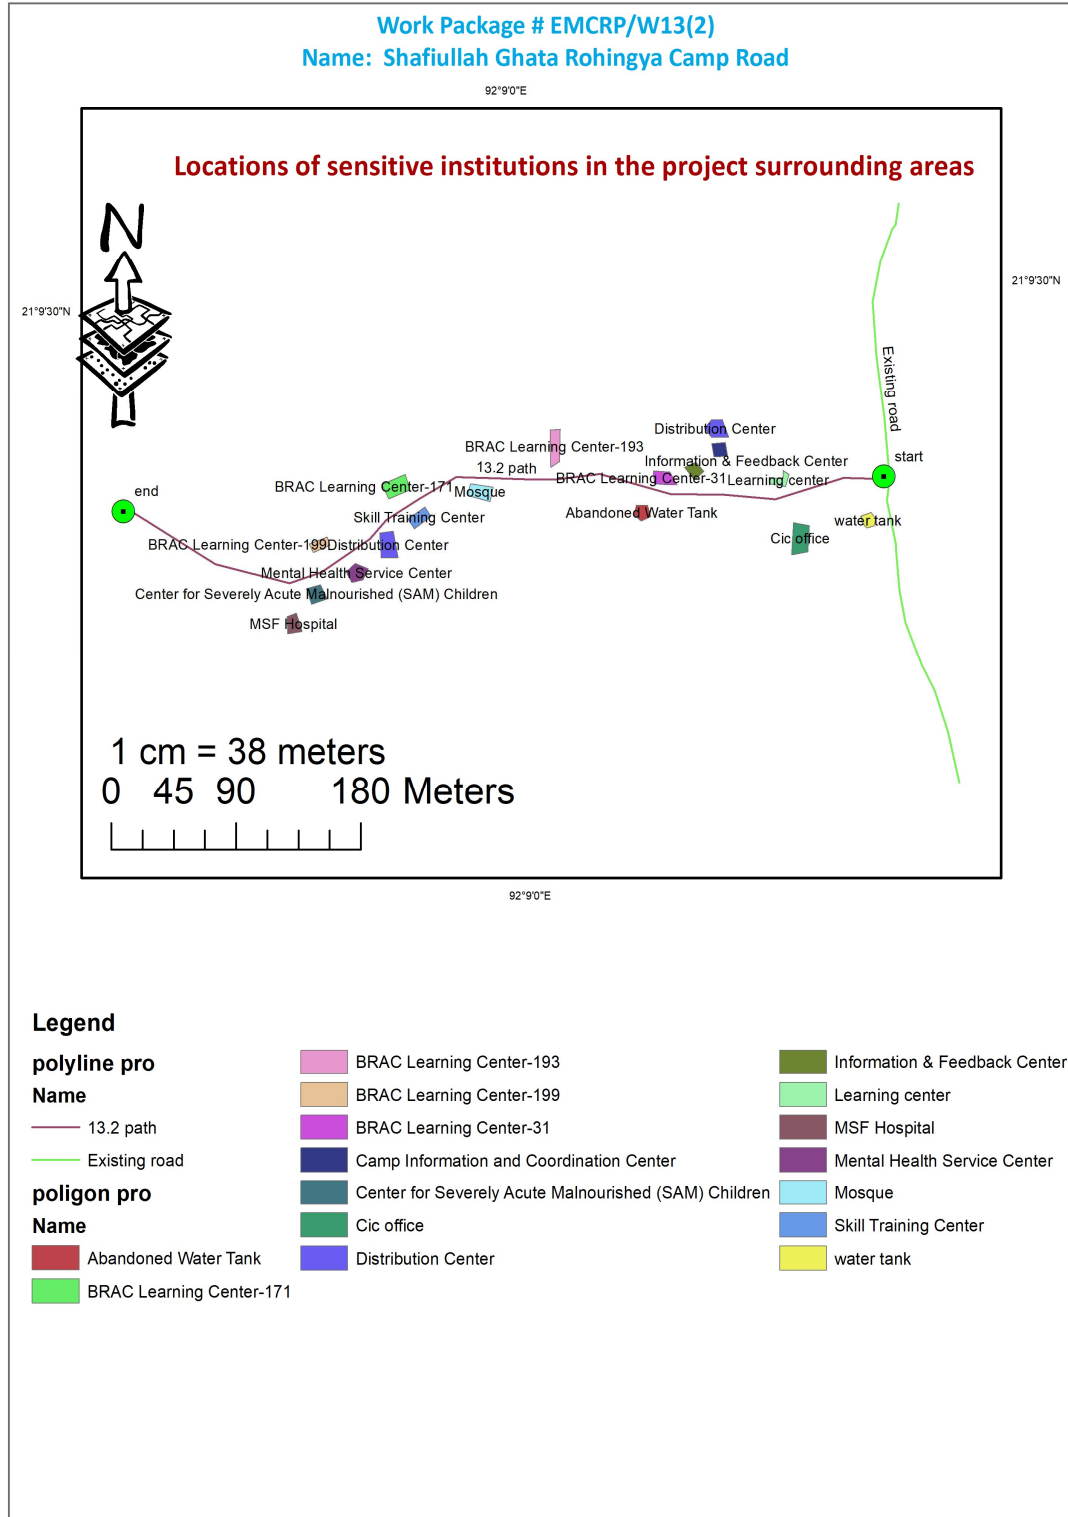 Work Package # EMCRP/W13(2)
Name: Shafiullah Ghata Rohingya Camp Road
92°9'0"E
Locations of sensitive institutions in the project surrounding areas
N
21°9'30"N
21°9'30"N
Existing road
Distribution Center
BRAC Learning Center-193
start
Information & Feedback Center
13.2 path
BRAC Learning Center-31
Learning center
end
BRAC Learning Center-171
Mosque
Abandoned Water Tank
Skill Training Center
water tank
Cic office
BRAC Learning Center-199
Distribution Center
Mental Health Service Center
Center for Severely Acute Malnourished (SAM) Children
MSF Hospital
1 cm = 38 meters
0 45 90 180 Meters
92°9'0"E
Legend
polyline pro
Name
13.2 path
Existing road
poligon pro
Name
Abandoned Water Tank
BRAC Learning Center-171
BRAC Learning Center-193
BRAC Learning Center-199
BRAC Learning Center-31
Camp Information and Coordination Center
Center for Severely Acute Malnourished (SAM) Children
Cic office
Distribution Center
Information & Feedback Center
Learning center
MSF Hospital
Mental Health Service Center
Mosque
Skill Training Center
water tank